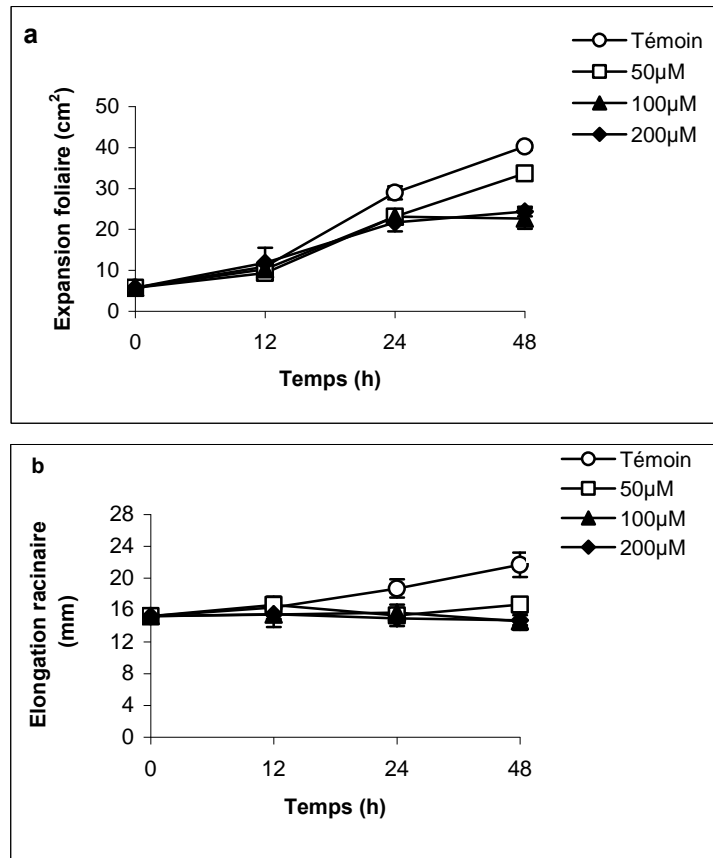 a
Témoin
50µM
100µM
200µM
Expansion foliaire (cm²)
50
40
30
20
10
0
0 12 24 48
Temps (h)
b
Témoin
50µM
100µM
200µM
Elongation racinaire
(mm)
28
24
20
16
12
8
4
0
0 12 24 48
Temps (h)